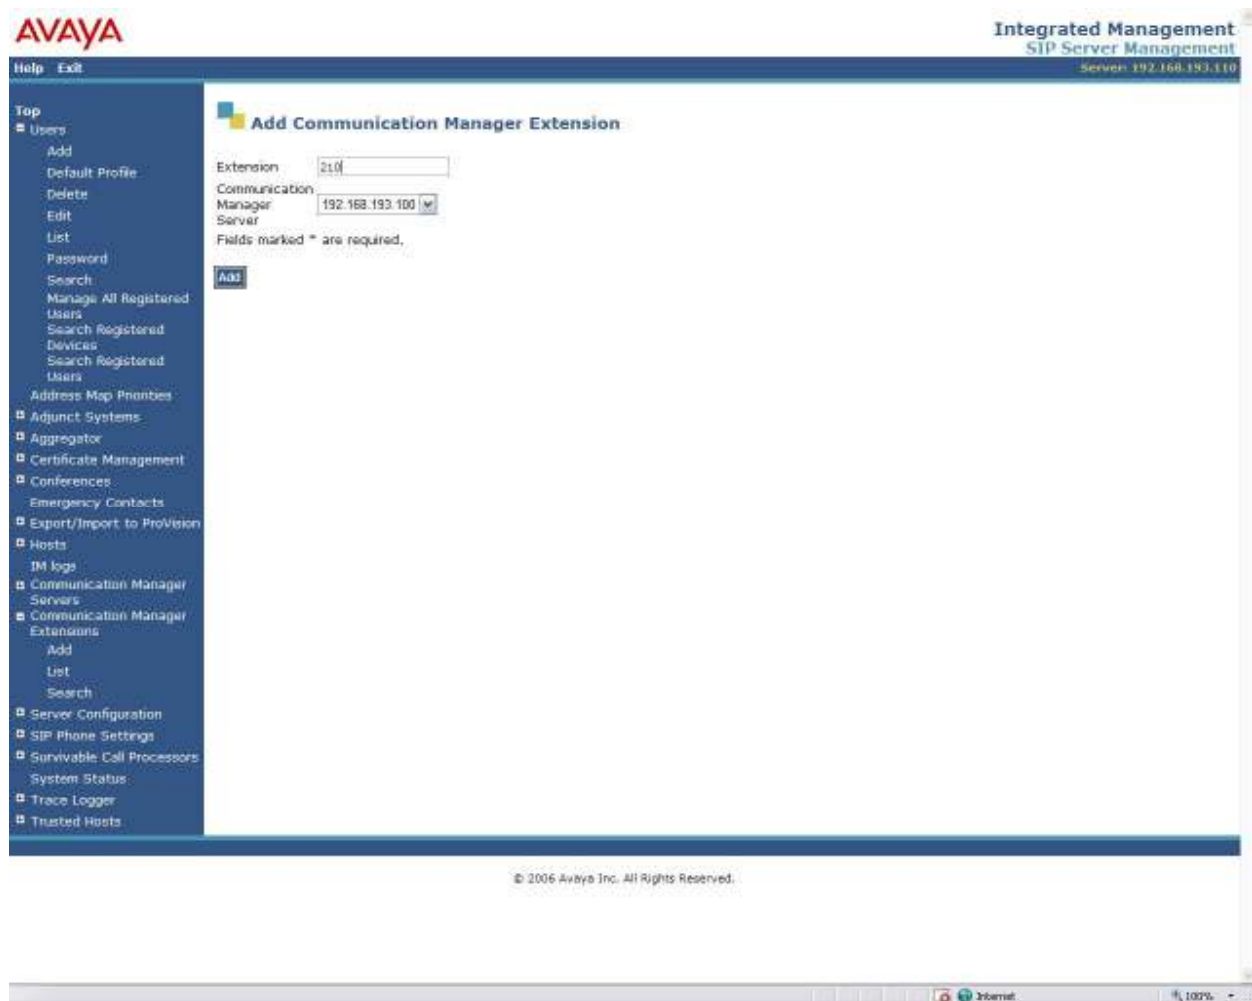 AVAYA
Integrated Management
SIP Server Management
Help Exit
Server: 192.168.193.110
Top
Users
Add
Default Profile
Delete
Edit
List
Password
Search
Manage All Registered
Users
Search Registered
Devices
Search Registered
Users
Address Map Priorities
Adjunct Systems
Aggregator
Certificate Management
Conferences
Emergency Contacts
Export/Import to ProVision
Hosts
IM logs
Communication Manager
Servers
Communication Manager
Extensions
Add
List
Search
Server Configuration
SIP Phone Settings
Survivable Call Processors
System Status
Trace Logger
Trusted Hosts
Add Communication Manager Extension
Extension 210
Communication
Manager 192.168.193.100
Server
Fields marked * are required.
Add
© 2006 Avaya Inc. All Rights Reserved.
Internet 100%